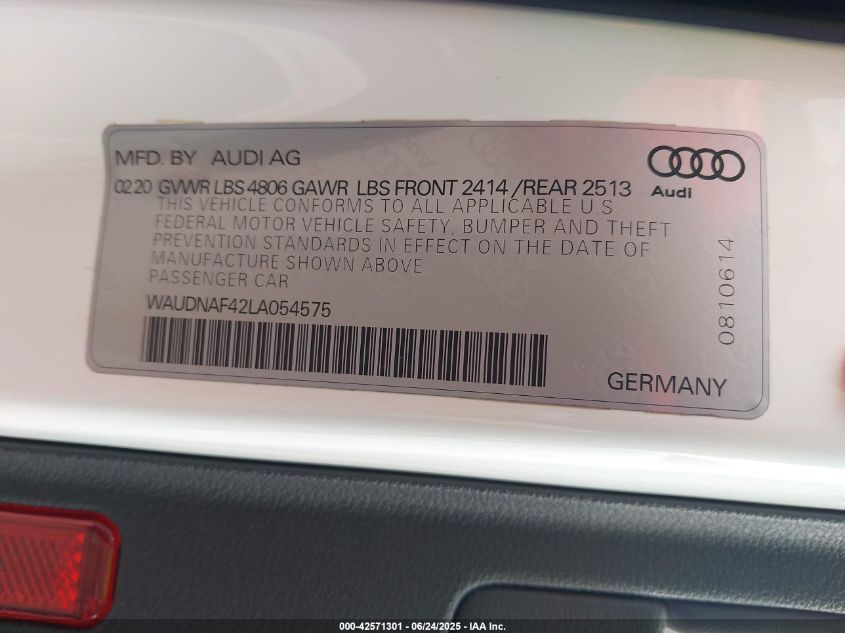 MFD. BY AUDI AG
02.20 GVWR LBS 4806 GAWR LBS FRONT 2414 /REAR 2513
Audi
THIS VEHICLE CONFORMS TO ALL APPLICABLE U.S.
FEDERAL MOTOR VEHICLE SAFETY, BUMPER AND THEFT
PREVENTION STANDARDS IN EFFECT ON THE DATE OF
MANUFACTURE SHOWN ABOVE
PASSENGER CAR
WAUDNAF42LA054575
0810614
GERMANY
000-42571301 - 06/24/2025 - IAA Inc.